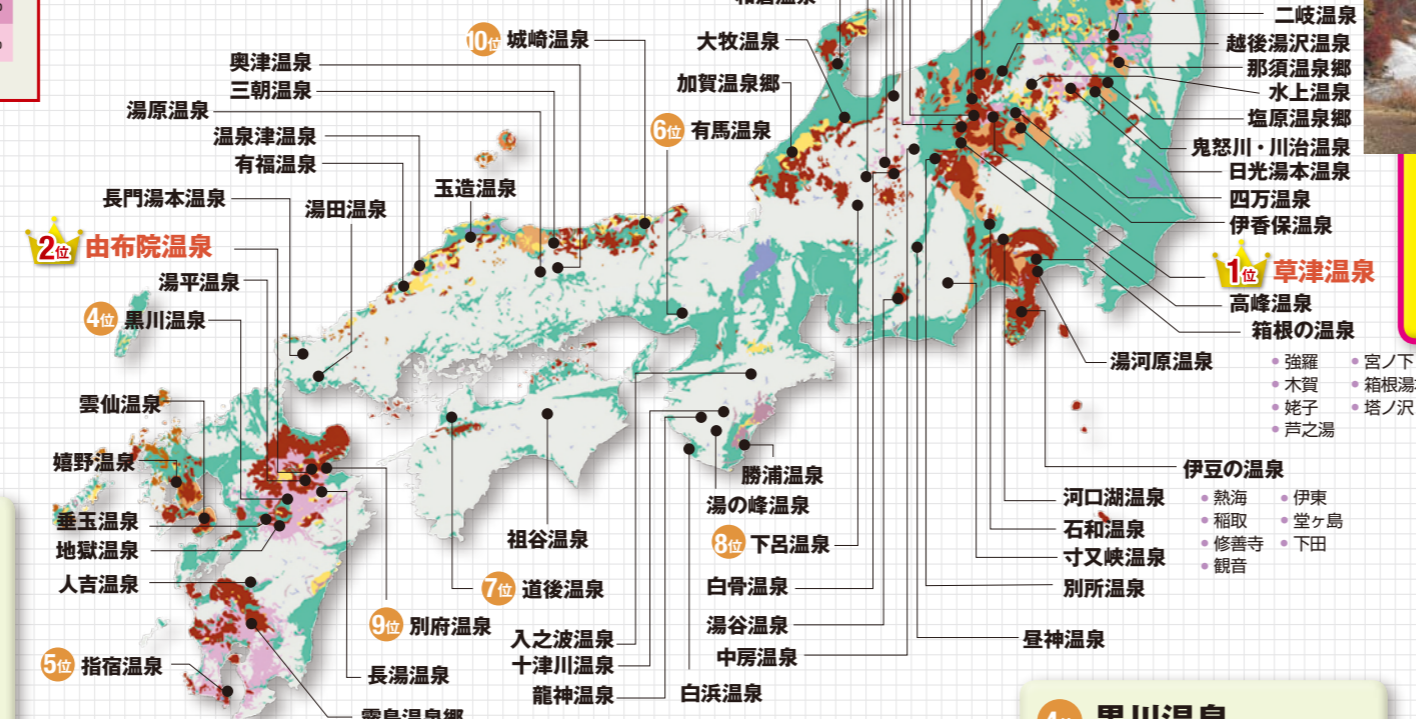 二岐温泉
10位 城崎温泉
大牧温泉
越後湯沢温泉
奥津温泉
那須温泉郷
加賀温泉郷
三朝温泉
水上温泉
湯原温泉
塩原温泉郷
6位 有馬温泉
温泉津温泉
鬼怒川・川治温泉
有福温泉
日光湯本温泉
玉造温泉
長門湯本温泉
湯田温泉
四万温泉
伊香保温泉
2位 由布院温泉
1位 草津温泉
湯平温泉
高峰温泉
4位 黒川温泉
箱根の温泉
湯河原温泉
• 強羅 • 宮ノ下
• 木賀
• 姥子 • 塔ノ沢
• 芦之湯
雲仙温泉
嬉野温泉
勝浦温泉
伊豆の温泉
湯の峰温泉
河口湖温泉
• 熱海 • 伊東
• 稲取 • 堂ヶ島
• 修善寺 • 下田
• 観音
垂玉温泉
石和温泉
祖谷温泉
8位 下呂温泉
地獄温泉
寸又峡温泉
人吉温泉
7位 道後温泉
白骨温泉
別所温泉
9位 別府温泉
湯谷温泉
入之波温泉
昼神温泉
中房温泉
5位 指宿温泉
十津川温泉
長湯温泉
龍神温泉
白浜温泉
霧島温泉郷
黒川温泉